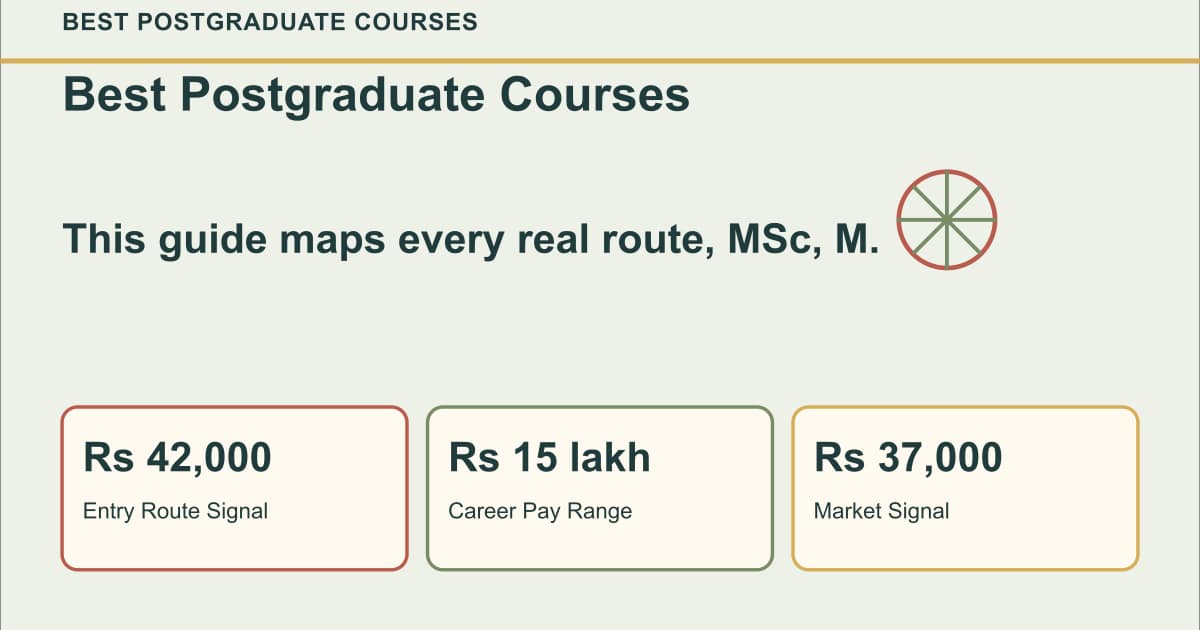 BEST POSTGRADUATE COURSES
Best Postgraduate Courses
This guide maps every real route, MSc, M.
Rs 42,000
Entry Route Signal
Rs 15 lakh
Career Pay Range
Rs 37,000
Market Signal